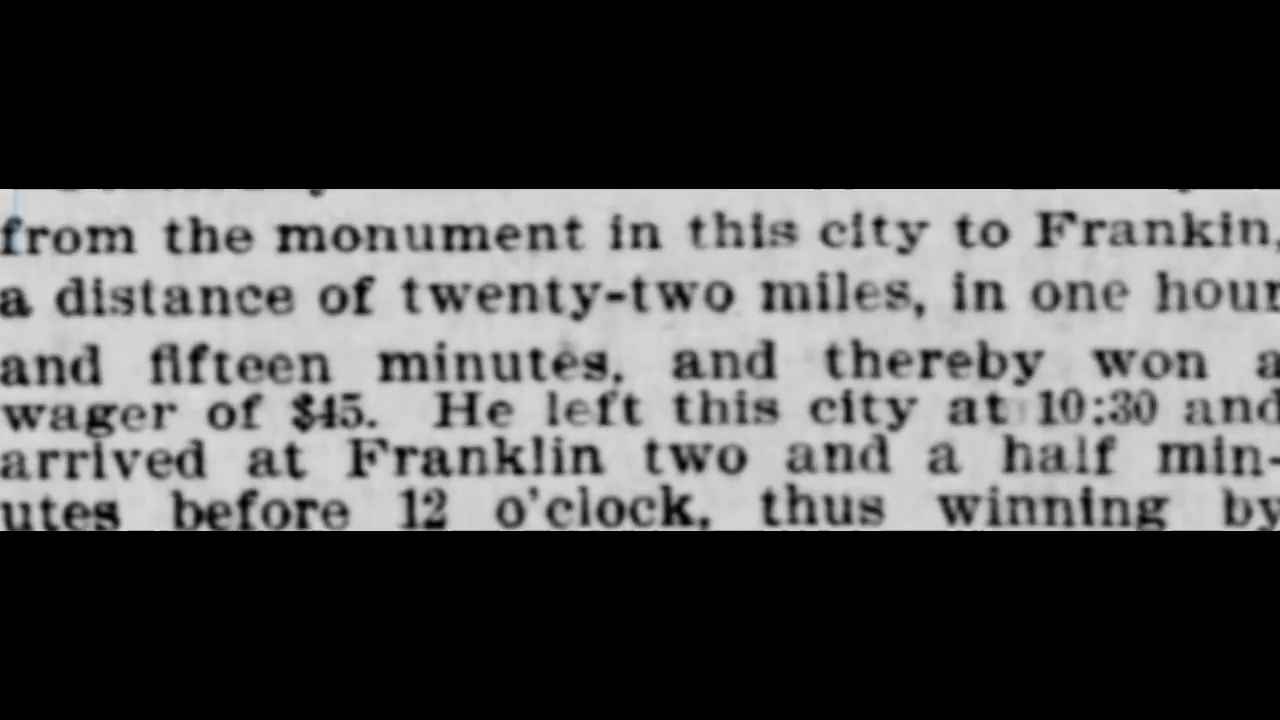 from the monument in this city to Frankin,
a distance of twenty-two miles, in one hour
and fifteen minutes, and thereby won a
wager of $45. He left this city at 10:30 and
arrived at Franklin two and a half min-
utes before 12 o'clock, thus winning by